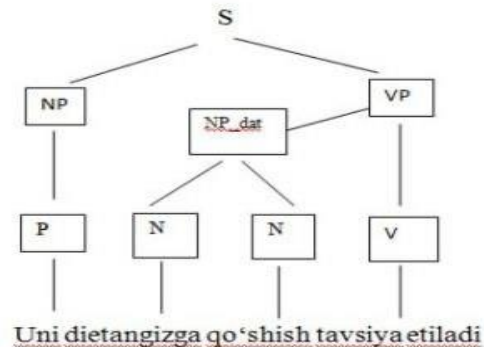 S
NP
VP
NP_dat
P
N
N
V
Uni dietangizga qo‘shish tavsiya etiladi